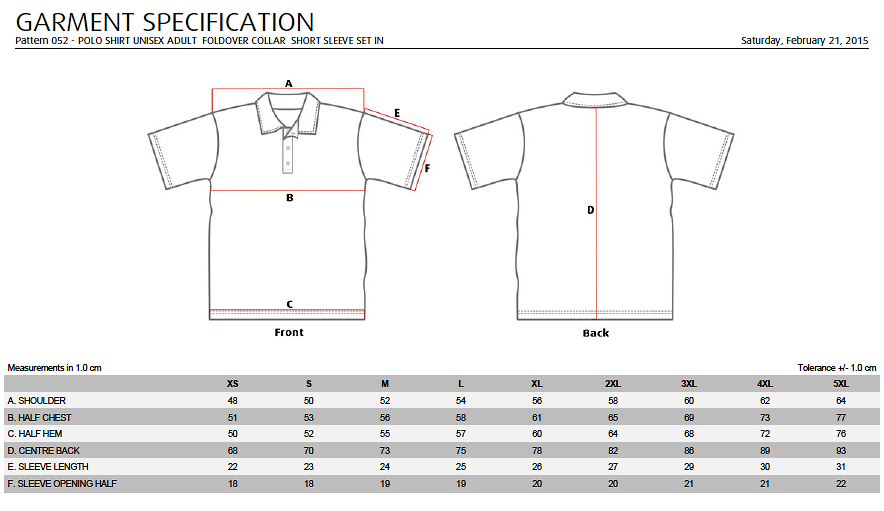 GARMENT SPECIFICATION
Pattern 052 - POLO SHIRT UNISEX ADULT FOLDOVER COLLAR SHORT SLEEVE SET IN Saturday, February 21, 2015
A
E
F
B
D
C
Front Back
Measurements in 1.0 cm Tolerance +/- 1.0 cm
XS S M L XL 2XL 3XL 4XL 5XL
A. SHOULDER 48 50 52 54 56 58 60 62 64
B. HALF CHEST 51 53 56 58 61 65 69 73 77
C. HALF HEM 50 52 55 57 60 64 68 72 76
D. CENTRE BACK 68 70 73 75 78 82 86 89 93
E. SLEEVE LENGTH 22 23 24 25 26 27 29 30 31
F. SLEEVE OPENING HALF 18 18 19 19 20 20 21 21 22